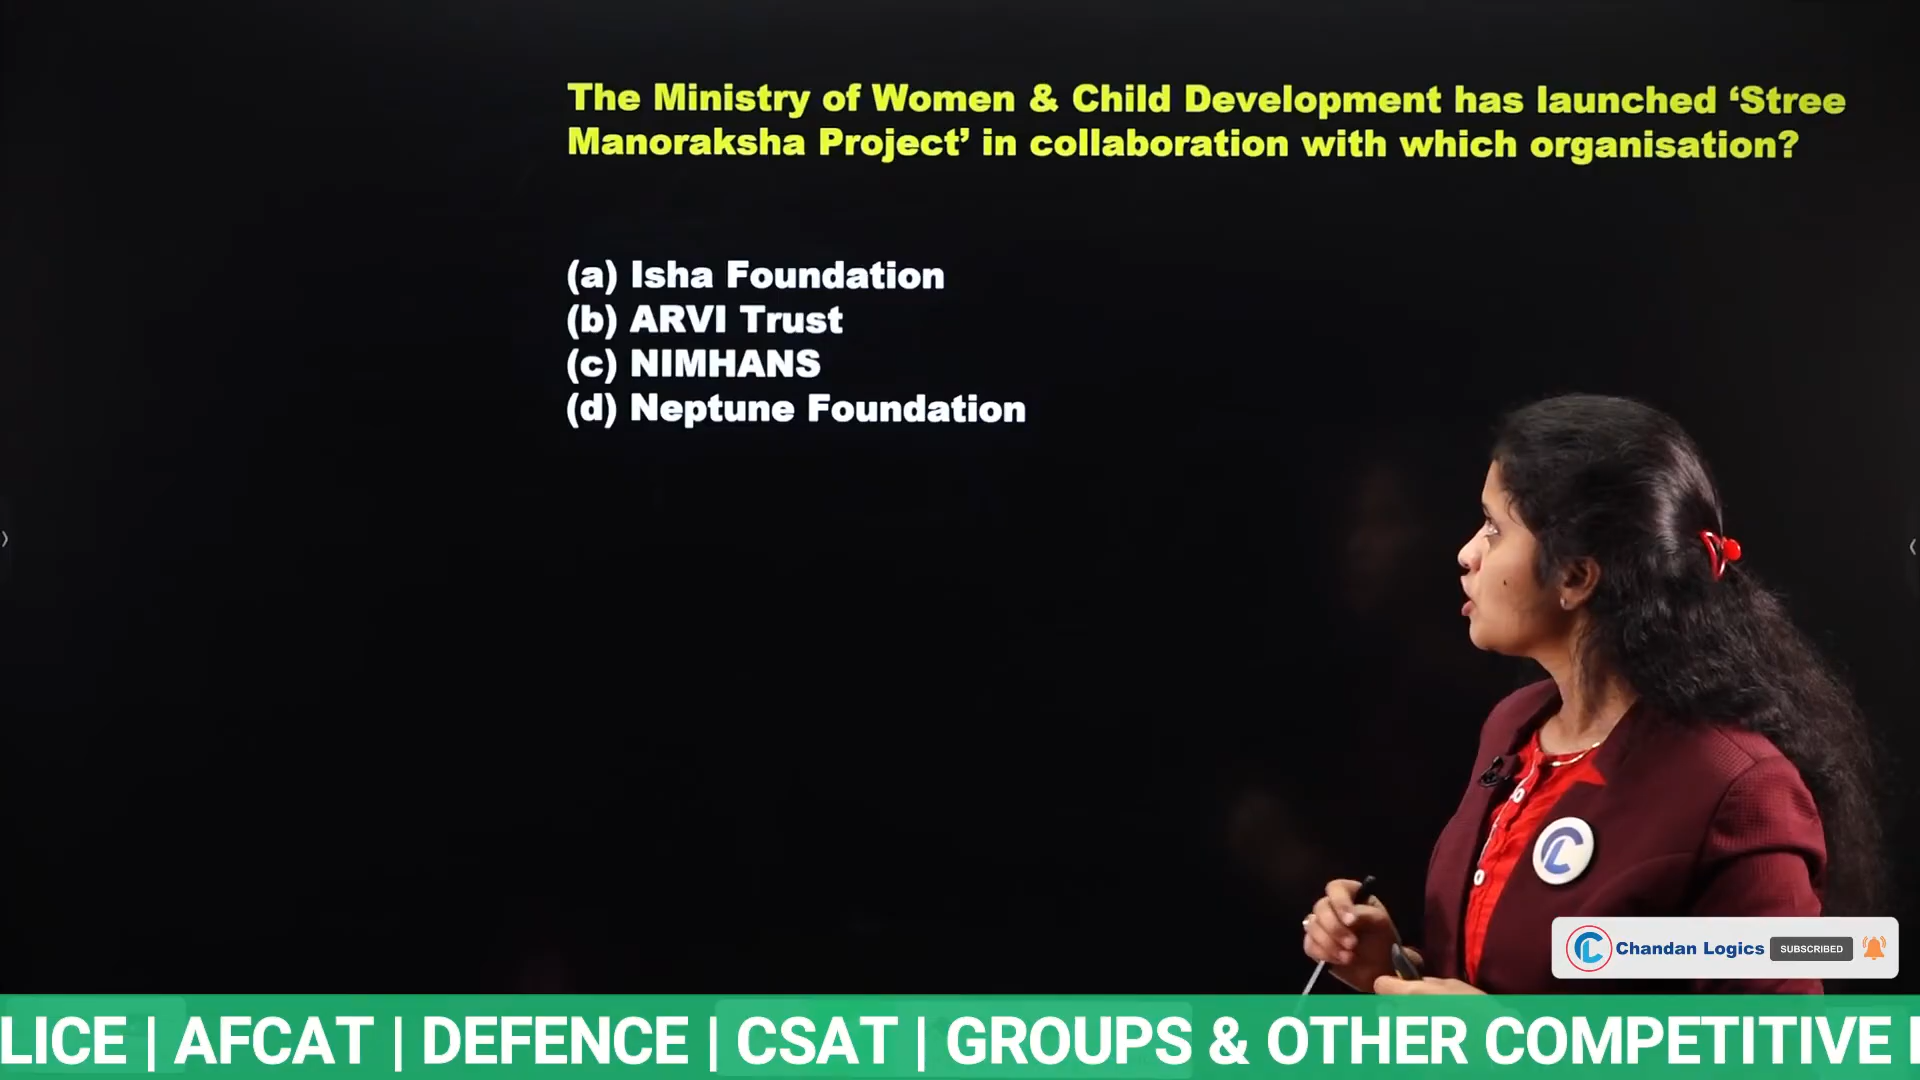 The Ministry of Women & Child Development has launched ‘Stree
Manoraksha Project’ in collaboration with which organisation?
(a) Isha Foundation
(b) ARVI Trust
(c) NIMHANS
(d) Neptune Foundation
Chandan Logics SUBSCRIBED
LICE | AFCAT | DEFENCE | CSAT | GROUPS & OTHER COMPETITIVE